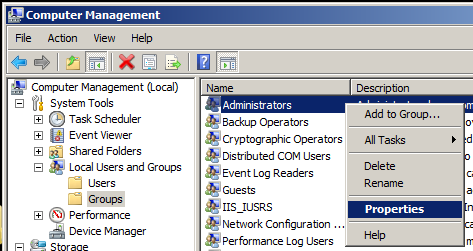 Computer Management
File Action View Help
Computer Management (Local)
System Tools
Task Scheduler
Event Viewer
Shared Folders
Local Users and Groups
Users
Groups
Performance
Device Manager
Storage
Name Description
Administrators
Backup Operators
Cryptographic Operators
Distributed COM Users
Event Log Readers
Guests
IIS_IUSRS
Network Configuration ...
Performance Log Users
Add to Group...
All Tasks
Delete
Rename
Properties
Help